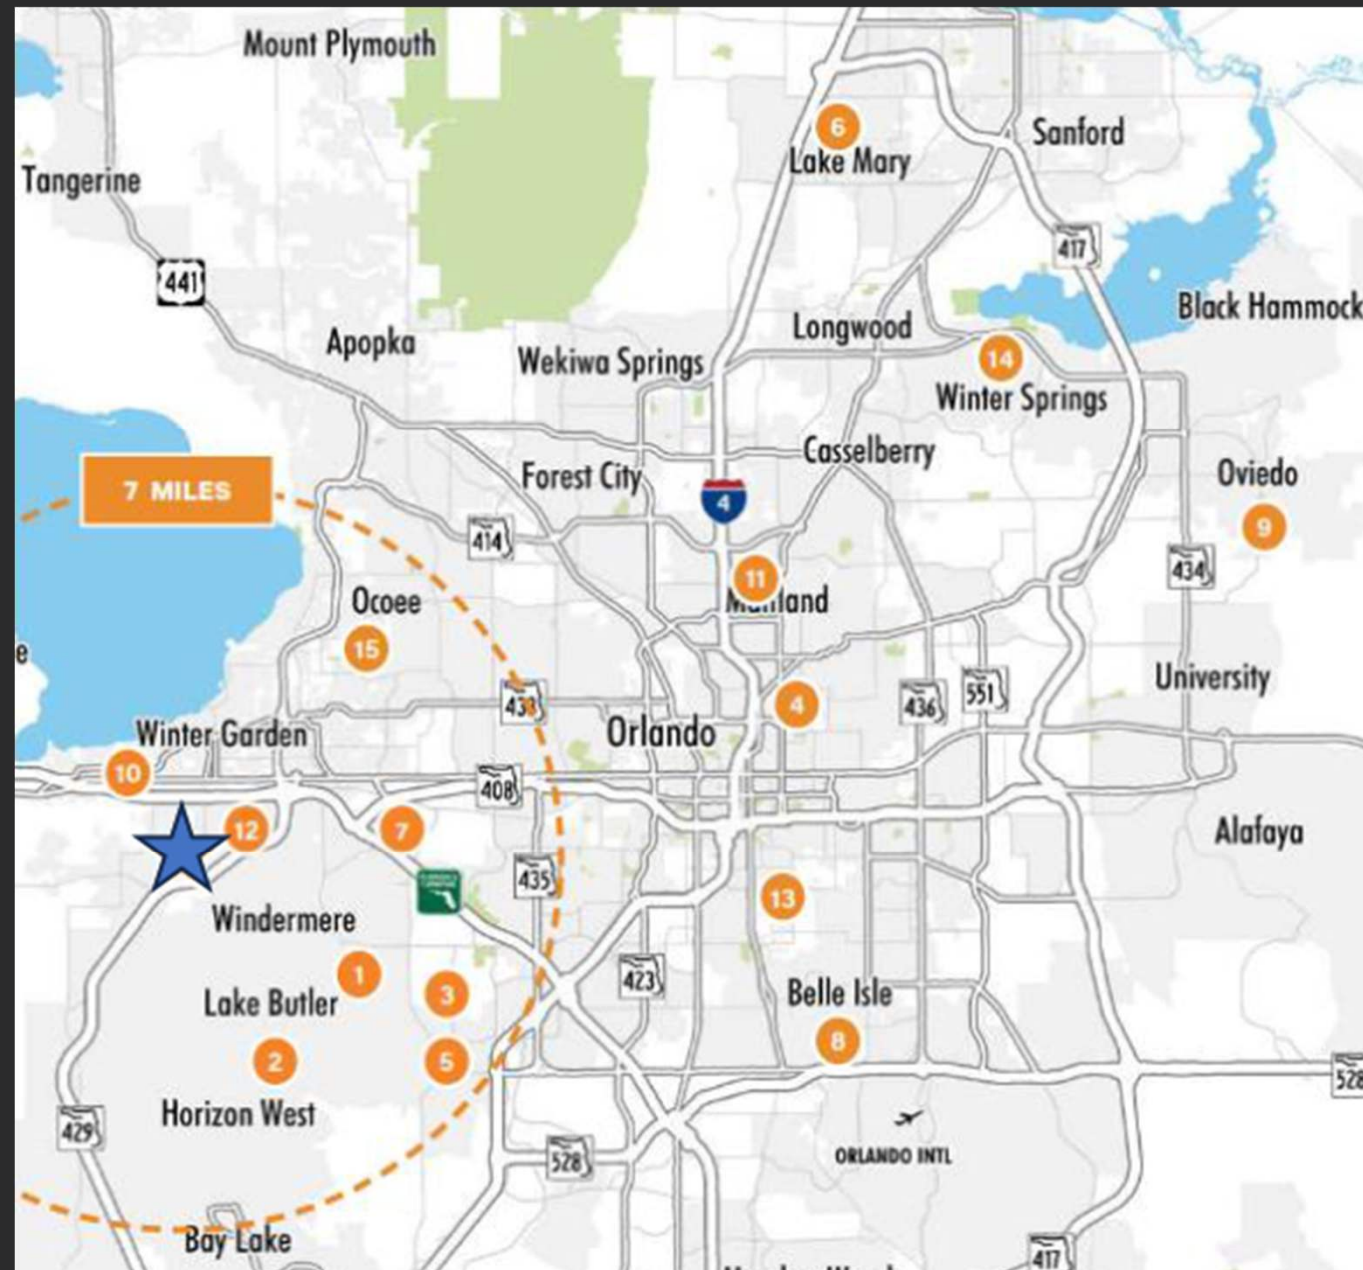 Mount Plymouth
6
Sanford
Lake Mary
Tangerine
417
441
Black Hammock
Longwood
Apopka
Wekiwa Springs
14
Winter Springs
Casselberry
Oviedo
Forest City
7 MILES
4
9
414
434
11
Ocoee
15
University
436
551
4
Orlando
Winter Garden
10
408
12
7
Alafaya
435
13
Windermere
1
423
3
Belle Isle
Lake Butler
8
2
5
528
Horizon West
429
528
ORLANDO INTL
Bay Lake
417